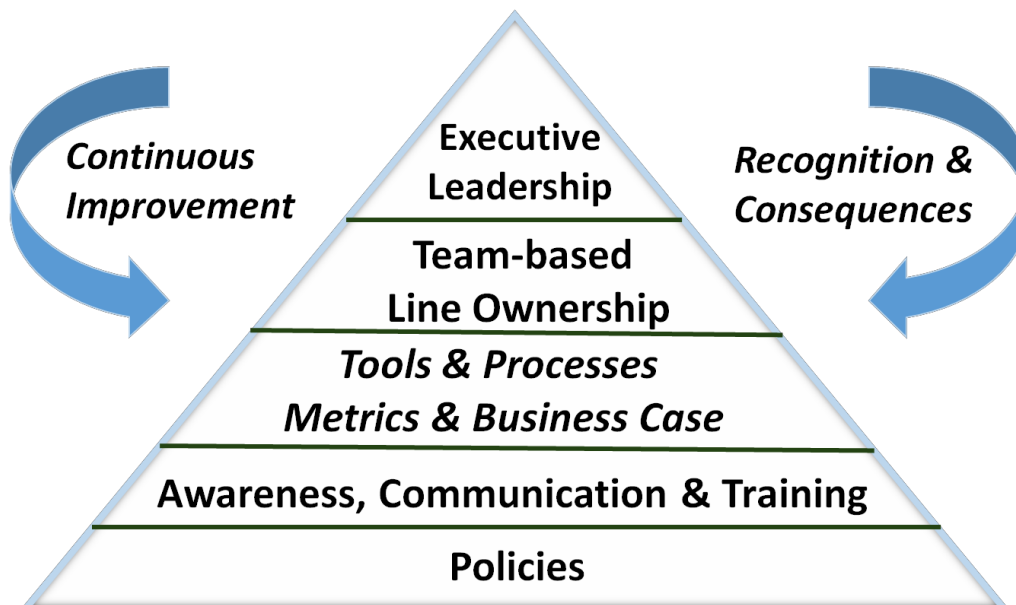 Executive
Leadership
Continuous
Improvement
Recognition &
Consequences
Team-based
Line Ownership
Tools & Processes
Metrics & Business Case
Awareness, Communication & Training
Policies